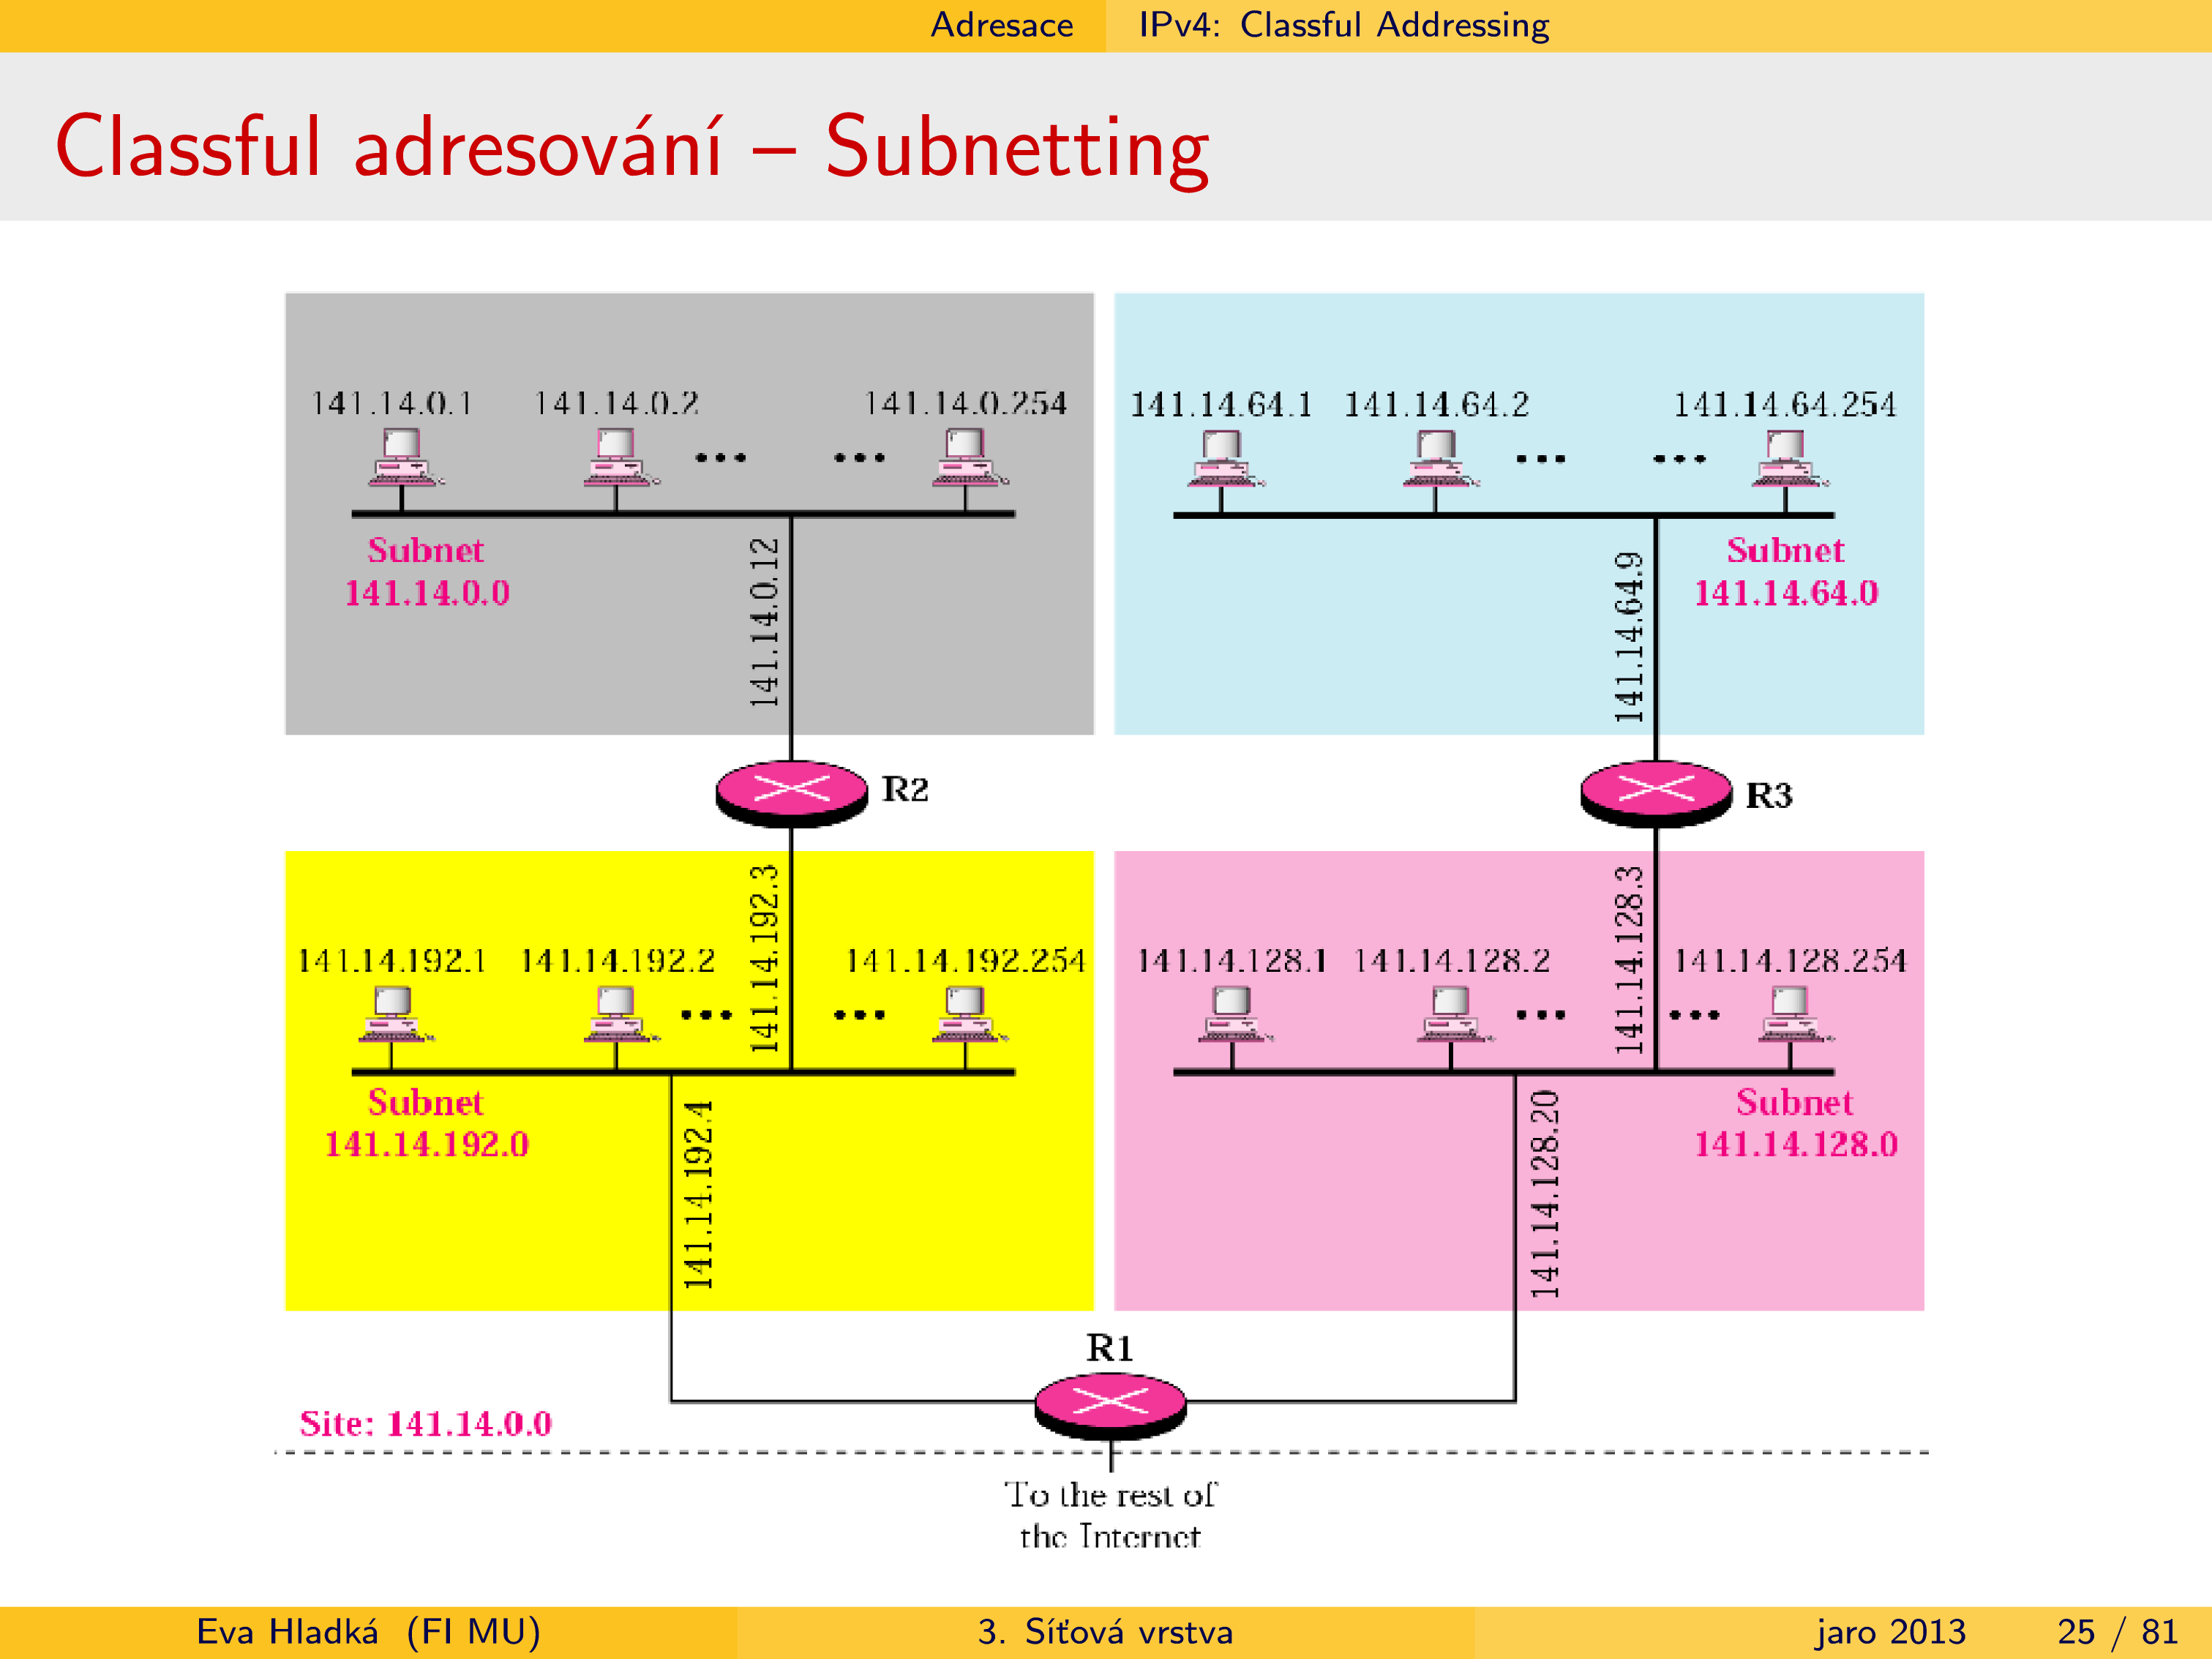 Adresace IPv4: Classful Addressing
Classful adresování – Subnetting
141.14.0.1 141.14.0.2 141.14.0.254
Subnet
141.14.0.0
141.14.0.12
141.14.64.1 141.14.64.2 141.14.64.254
141.14.64.9
Subnet
141.14.64.0
R2
R3
141.14.192.3
141.14.192.1 141.14.192.2 141.14.192.254
Subnet
141.14.192.0
141.14.192.4
141.14.128.3
141.14.128.1 141.14.128.2 141.14.128.254
141.14.128.20
Subnet
141.14.128.0
R1
Site: 141.14.0.0
To the rest of
the Internet
Eva Hladká (FI MU) 3. Síťová vrstva jaro 2013 25 / 81